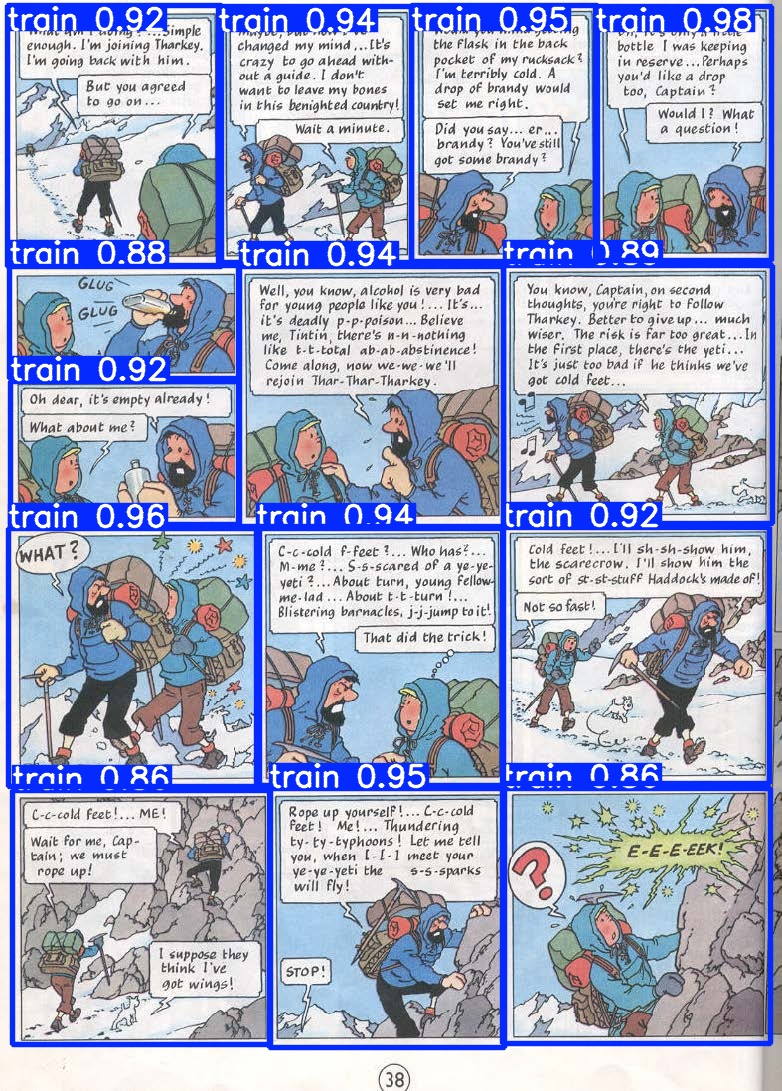 train 0.92
What am I doing?... Simple
enough. I'm joining Tharkey.
I'm going back with him.
But you agreed
to go on...
train 0.94
Maybe, but
changed my mind... It's
crazy to go ahead with-
out a guide. I don't
want to leave my bones
in this benighted country!
Wait a minute.
train 0.95
Would you mind
the flask in the back
pocket of my rucksack?
I'm terribly cold. A
drop of brandy would
set me right.
Did you say... er...
brandy? You've still
got some brandy?
train 0.98
Oh, it's only a little
bottle I was keeping
in reserve... Perhaps
you'd like a drop
too, Captain?
Would I? What
a question!
train 0.88
GLUG
GLUG
train 0.92
Oh dear, it's empty already!
What about me?
train 0.94
Well, you know, alcohol is very bad
for young people like you!... It's...
it's deadly p-p-poison... Believe
me, Tintin, there's n-n-nothing
like t-t-total ab-ab-abstinence!
Come along, now we-we-we'll
rejoin Thar-Thar-Tharkey.
train 0.89
You know, Captain, on second
thoughts, you're right to follow
Tharkey. Better to give up... much
wiser. The risk is far too great... In
the first place, there's the yeti...
It's just too bad if he thinks we've
got cold feet...
train 0.96
WHAT?
train 0.94
C-c-cold f-feet?... Who has?...
M-me?... S-s-scared of a ye-ye-
yeti?... About turn, young fellow-
me-lad... About t-t-turn!...
Blistering barnacles, j-j-jump to it!
That did the trick!
train 0.92
Cold feet!... I'll sh-sh-show him,
the scarecrow. I'll show him the
sort of st-st-stuff Haddock's made of!
Not so fast!
train 0.86
C-c-cold feet!... ME!
Wait for me, Cap-
tain; we must
rope up!
I suppose they
think I've
got wings!
train 0.95
Rope up yourself!... C-c-cold
feet! Me!... Thundering
ty-ty-typhoons! Let me tell
you, when I-I-I meet your
ye-ye-yeti the s-s-sparks
will fly!
STOP!
train 0.86
?
E-E-E-EEK!
38